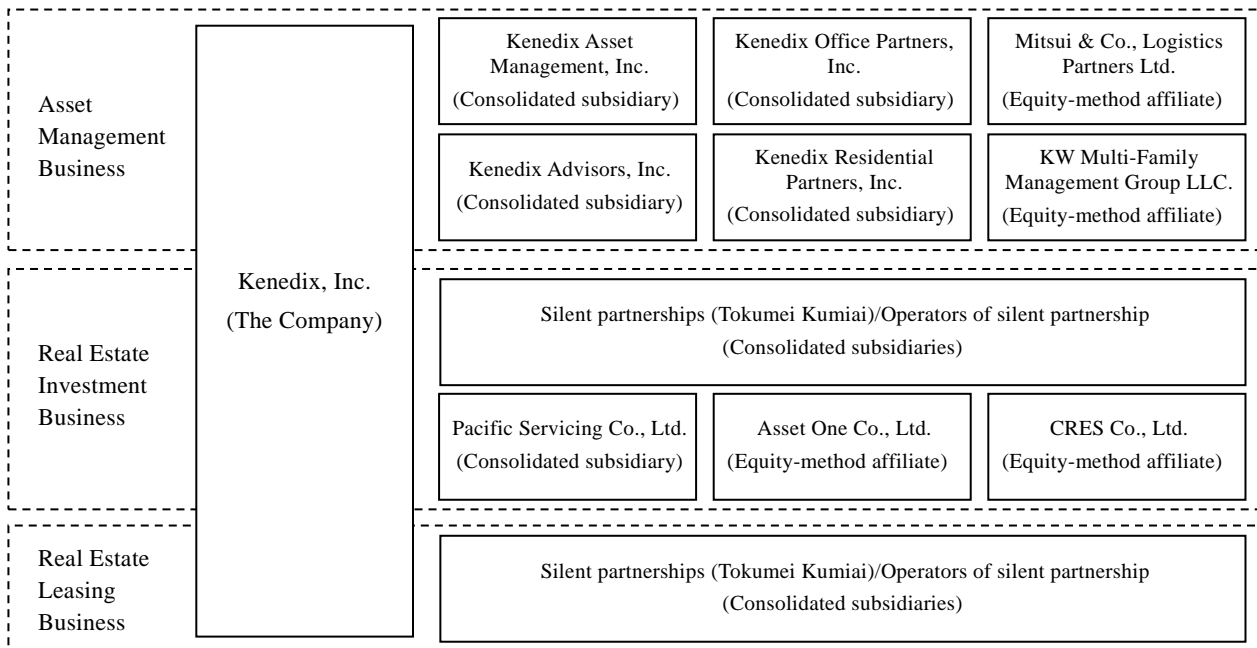 Asset
Management
Business
Kenedix, Inc.
(The Company)
Kenedix Asset
Management, Inc.
(Consolidated subsidiary)
Kenedix Office Partners,
Inc.
(Consolidated subsidiary)
Mitsui & Co., Logistics
Partners Ltd.
(Equity-method affiliate)
Kenedix Advisors, Inc.
(Consolidated subsidiary)
Kenedix Residential
Partners, Inc.
(Consolidated subsidiary)
KW Multi-Family
Management Group LLC.
(Equity-method affiliate)
Real Estate
Investment
Business
Silent partnerships (Tokumei Kumiai)/Operators of silent partnership
(Consolidated subsidiaries)
Pacific Servicing Co., Ltd.
(Consolidated subsidiary)
Asset One Co., Ltd.
(Equity-method affiliate)
CRES Co., Ltd.
(Equity-method affiliate)
Real Estate
Leasing
Business
Silent partnerships (Tokumei Kumiai)/Operators of silent partnership
(Consolidated subsidiaries)